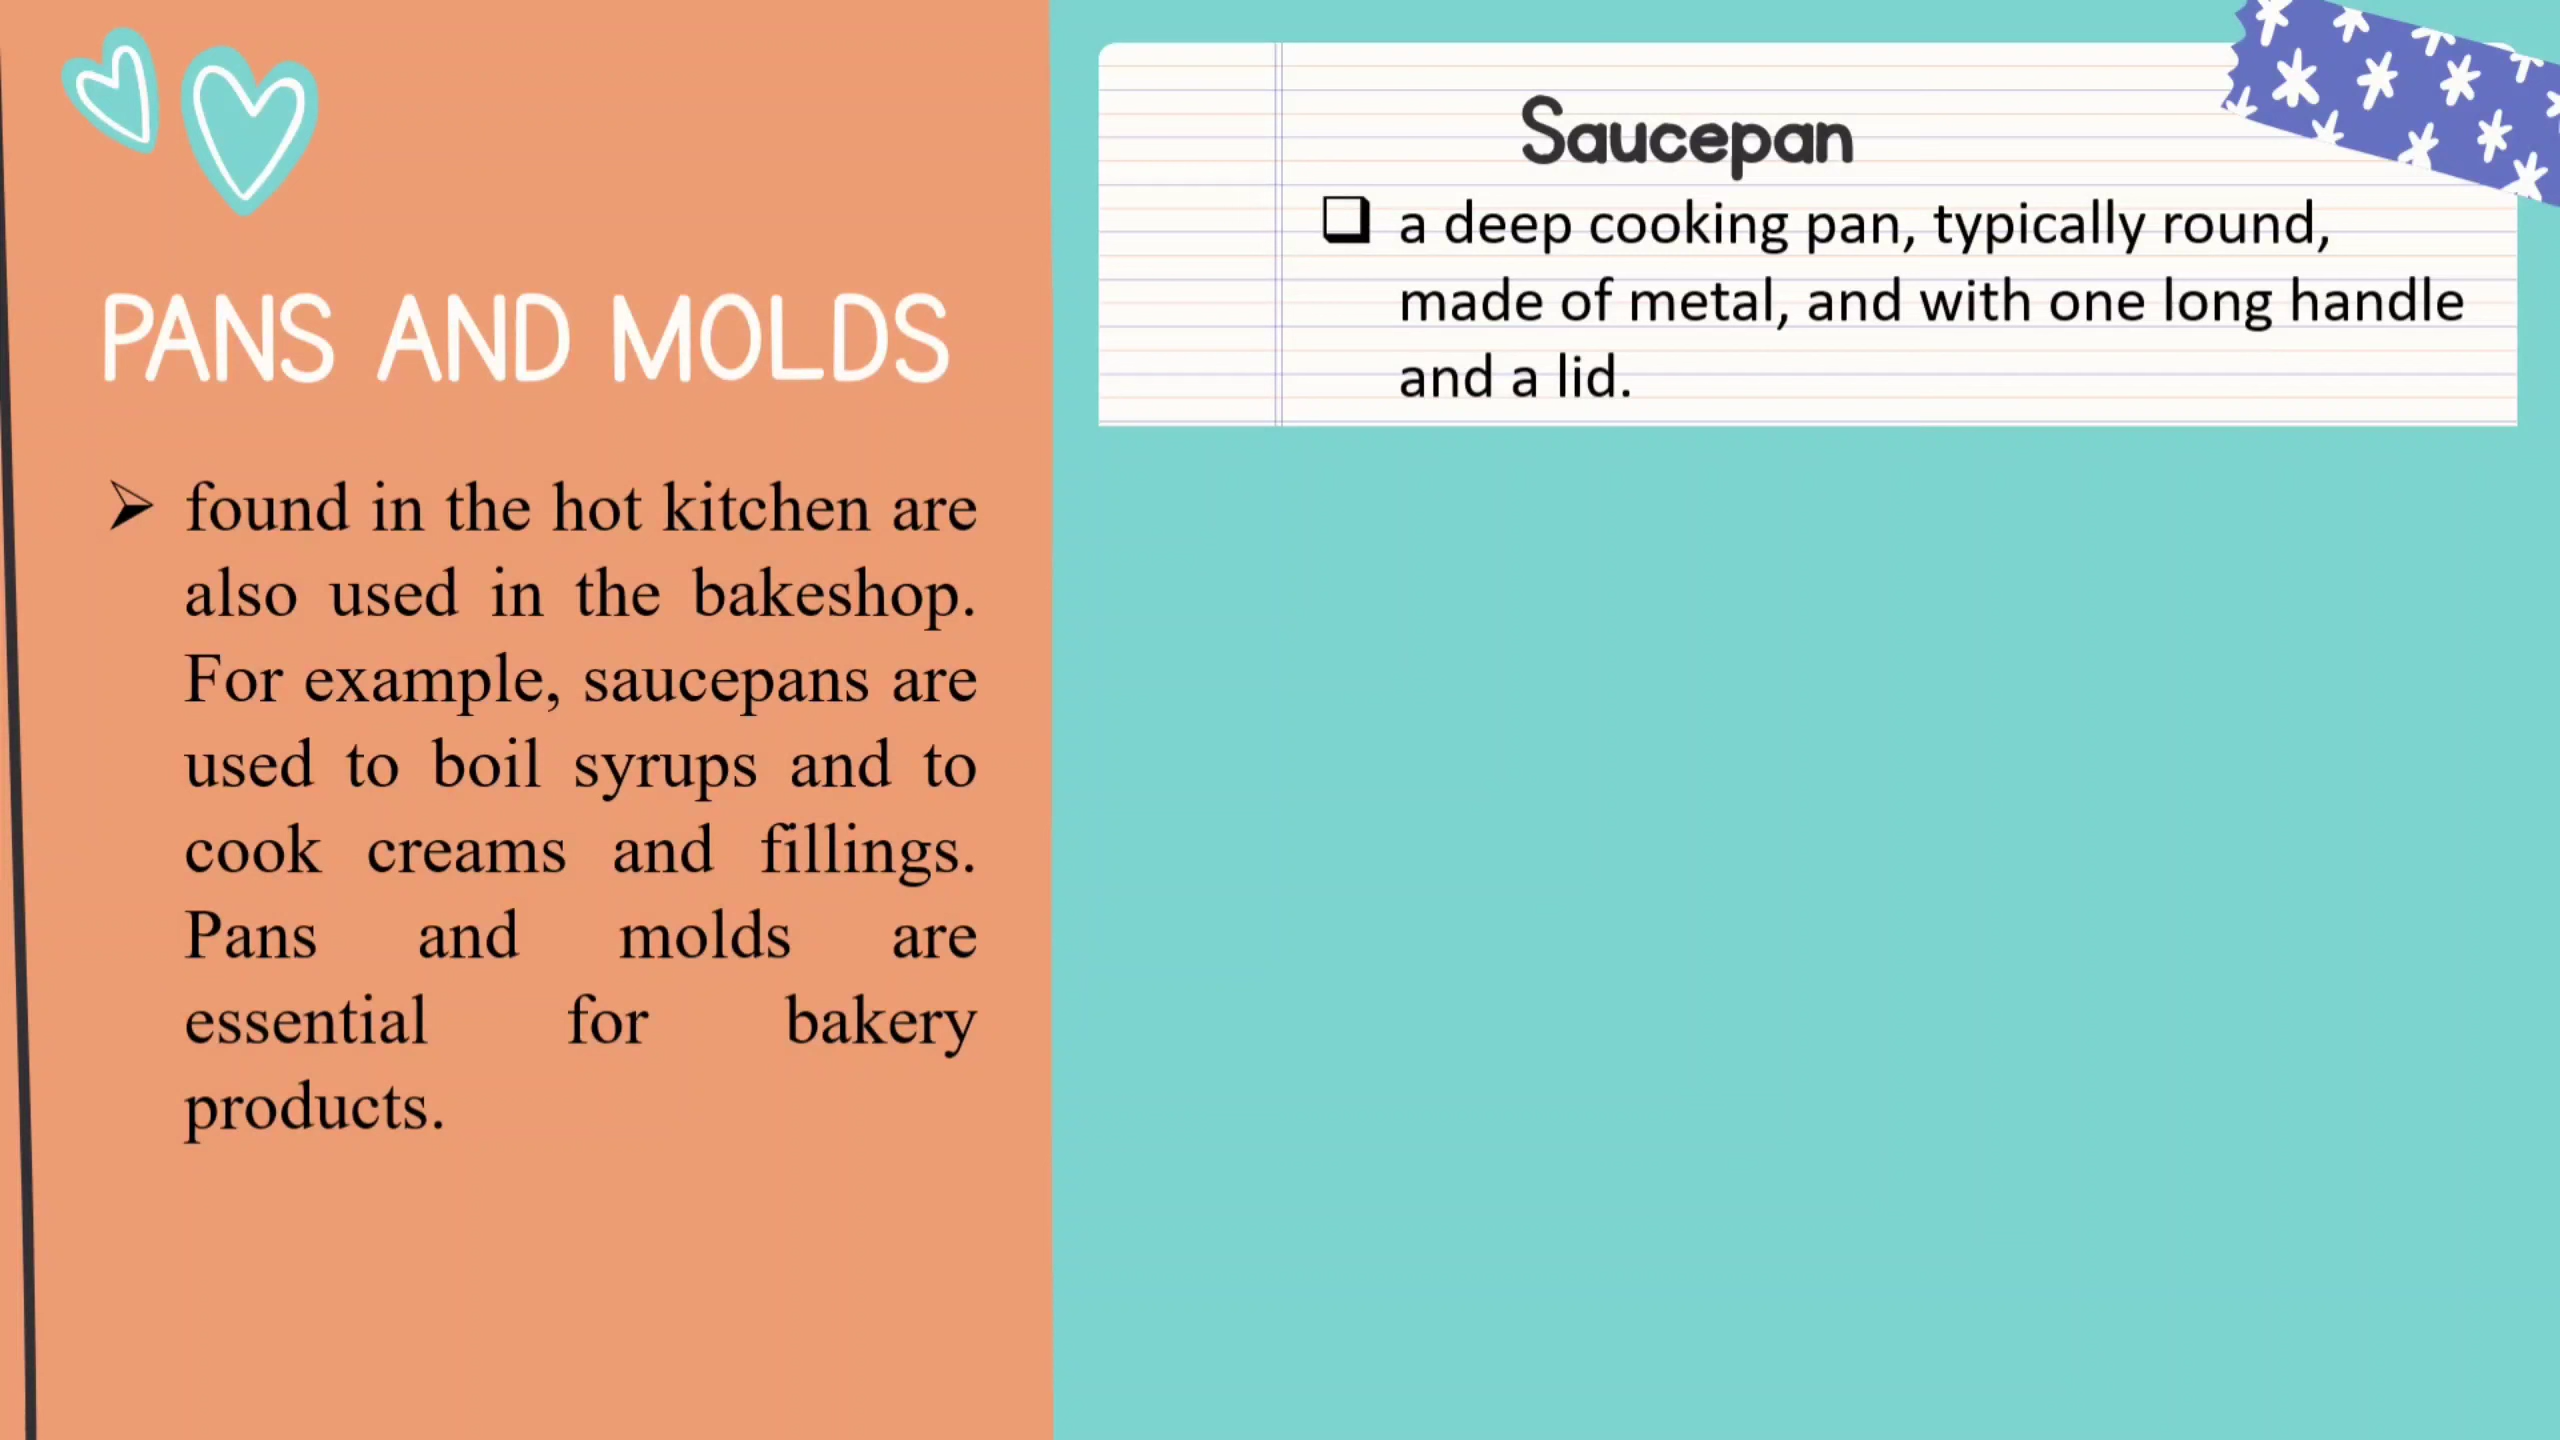 PANS AND MOLDS
found in the hot kitchen are
also used in the bakeshop.
For example, saucepans are
used to boil syrups and to
cook creams and fillings.
Pans and molds are
essential for bakery
products.
Saucepan
a deep cooking pan, typically round,
made of metal, and with one long handle
and a lid.